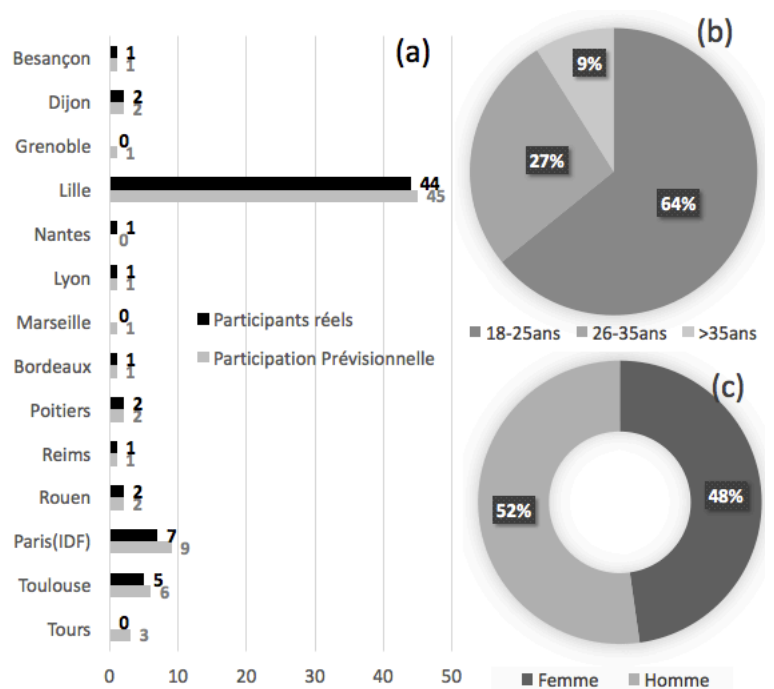 (a)
Besançon 1 1
Dijon 2 2
Grenoble 0 1
Lille 44 45
Nantes 1 0
Lyon 1 1
Marseille 0 1
Bordeaux 1 1
Poitiers 2 2
Reims 1 1
Rouen 2 2
Paris(IDF) 7 9
Toulouse 5 6
Tours 0 3
Participants réels
Participation Prévisionnelle
0 10 20 30 40 50
(b)
9%
27%
64%
18-25ans 26-35ans >35ans
(c)
52% 48%
Femme Homme